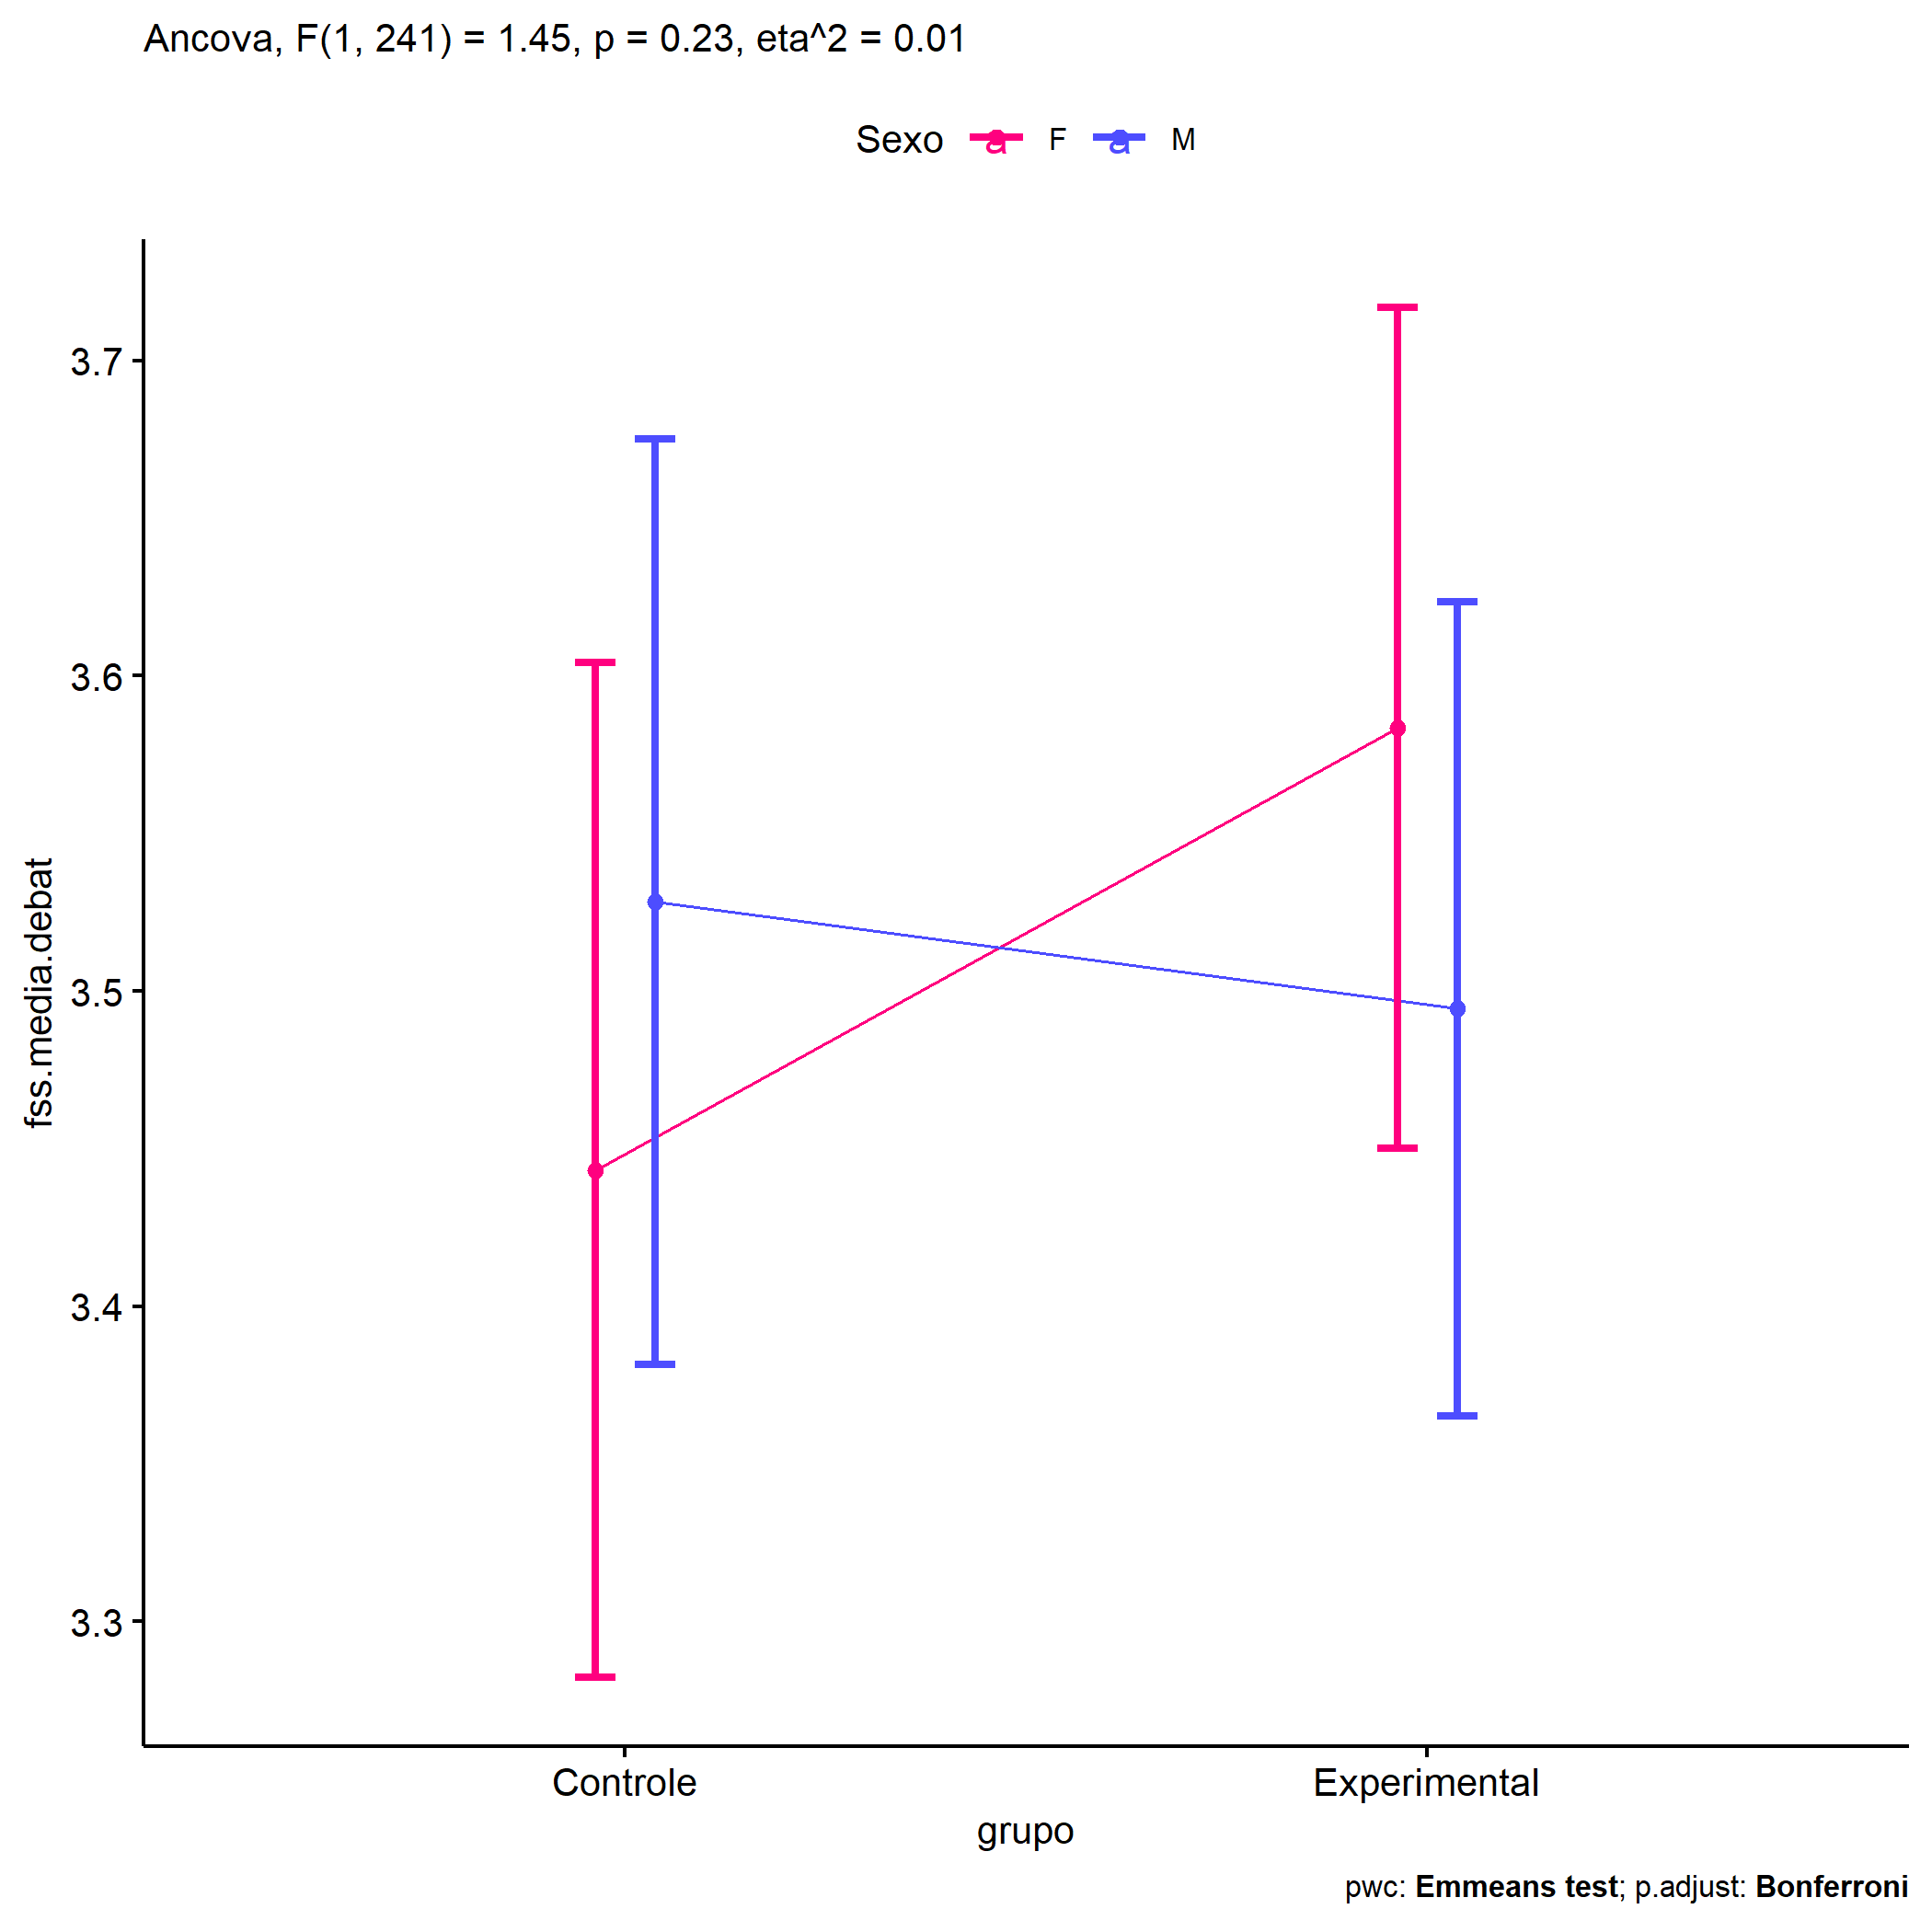 Ancova, F(1, 241) = 1.45, p = 0.23, eta^2 = 0.01
Sexo a F a M
3.7
3.6
3.5
3.4
3.3
fss.media.debat
Controle Experimental
grupo
pwc: Emmeans test; p.adjust: Bonferroni